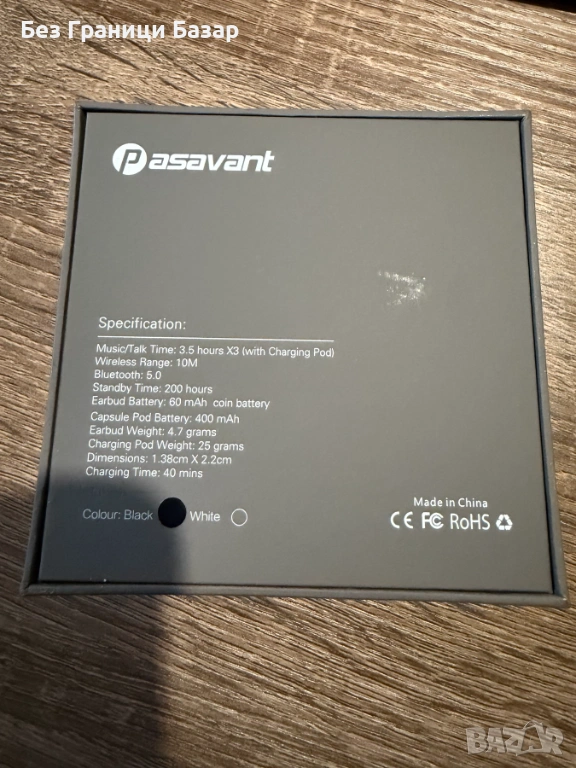 Без Граници Базар
Pasavant
Specification:
Music/Talk Time: 3.5 hours X3 (with Charging Pod)
Wireless Range: 10M
Bluetooth: 5.0
Standby Time: 200 hours
Earbud Battery: 60 mAh coin battery
Capsule Pod Battery: 400 mAh
Earbud Weight: 4.7 grams
Charging Pod Weight: 25 grams
Dimensions: 1.38cm X 2.2cm
Charging Time: 40 mins
Colour: Black White
Made in China
CE FC RoHS
BAZAR